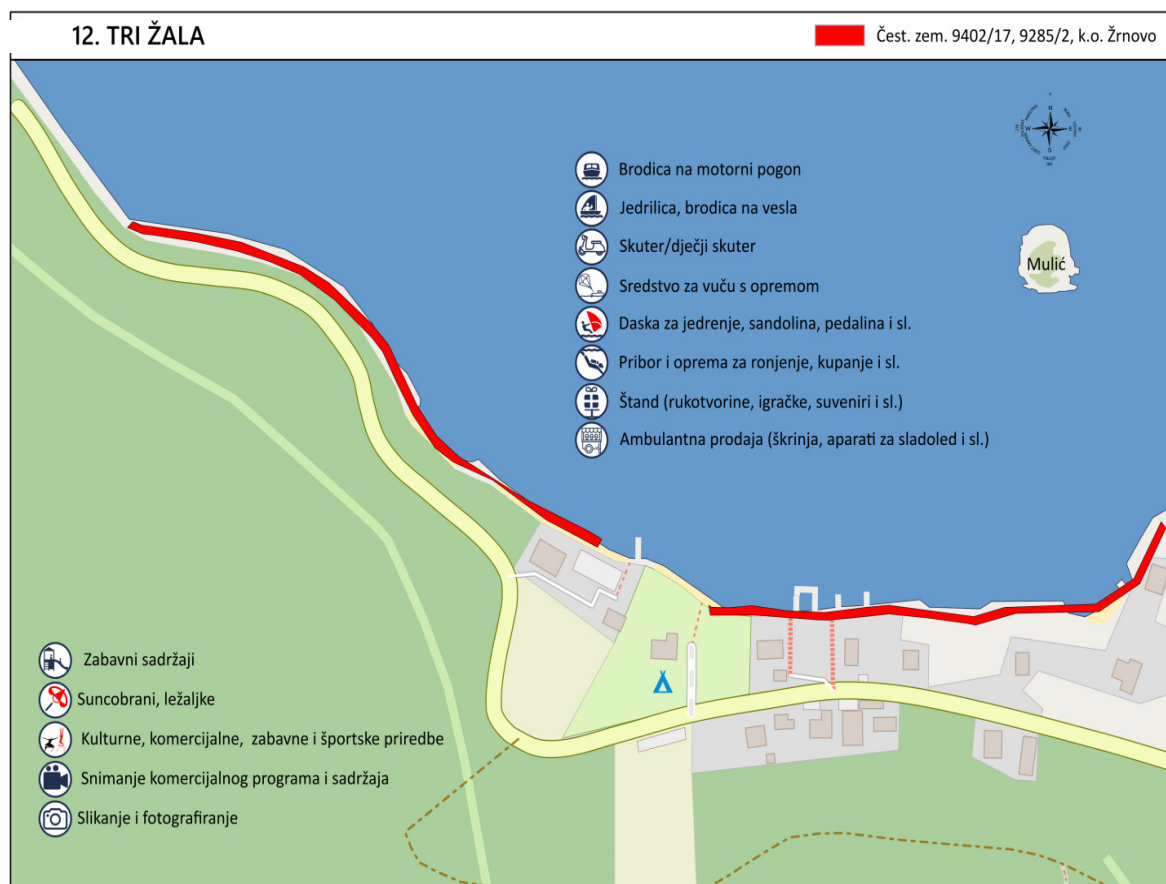 12. TRI ŽALA
Čest. zem. 9402/17, 9285/2, k.o. Žrnovo
N
W E
S
Brodica na motorni pogon
Jedrilica, brodica na vesla
Skuter/dječji skuter
Mulić
Sredstvo za vuču s opremom
Daska za jedrenje, sandolina, pedalina i sl.
Pribor i oprema za ronjenje, kupanje i sl.
Štand (rukotvorine, igračke, suveniri i sl.)
Ambulantna prodaja (škrinja, aparati za sladoled i sl.)
Zabavni sadržaji
Suncobrani, ležaljke
Kulturne, komercijalne, zabavne i športske priredbe
Snimanje komercijalnog programa i sadržaja
Slikanje i fotografiranje